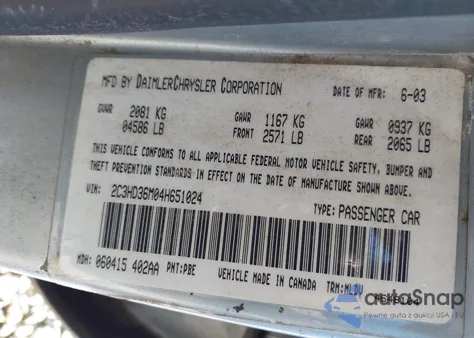 MFD BY DAIMLERCHRYSLER CORPORATION DATE OF MFR: 6-03
GVWR 2081 KG GAWR 1167 KG GAWR 0937 KG
04586 LB FRONT 2571 LB REAR 2065 LB
THIS VEHICLE CONFORMS TO ALL APPLICABLE FEDERAL MOTOR VEHICLE SAFETY, BUMPER AND
THEFT PREVENTION STANDARDS IN EFFECT ON THE DATE OF MANUFACTURE SHOWN ABOVE.
VIN: 2C3HD36M04H651024 TYPE: PASSENGER CAR
MDH: 060415 402AA PNT: PBE VEHICLE MADE IN CANADA TRM: MLDV
autoSnap
Pewne auta z aukcji USA / EU